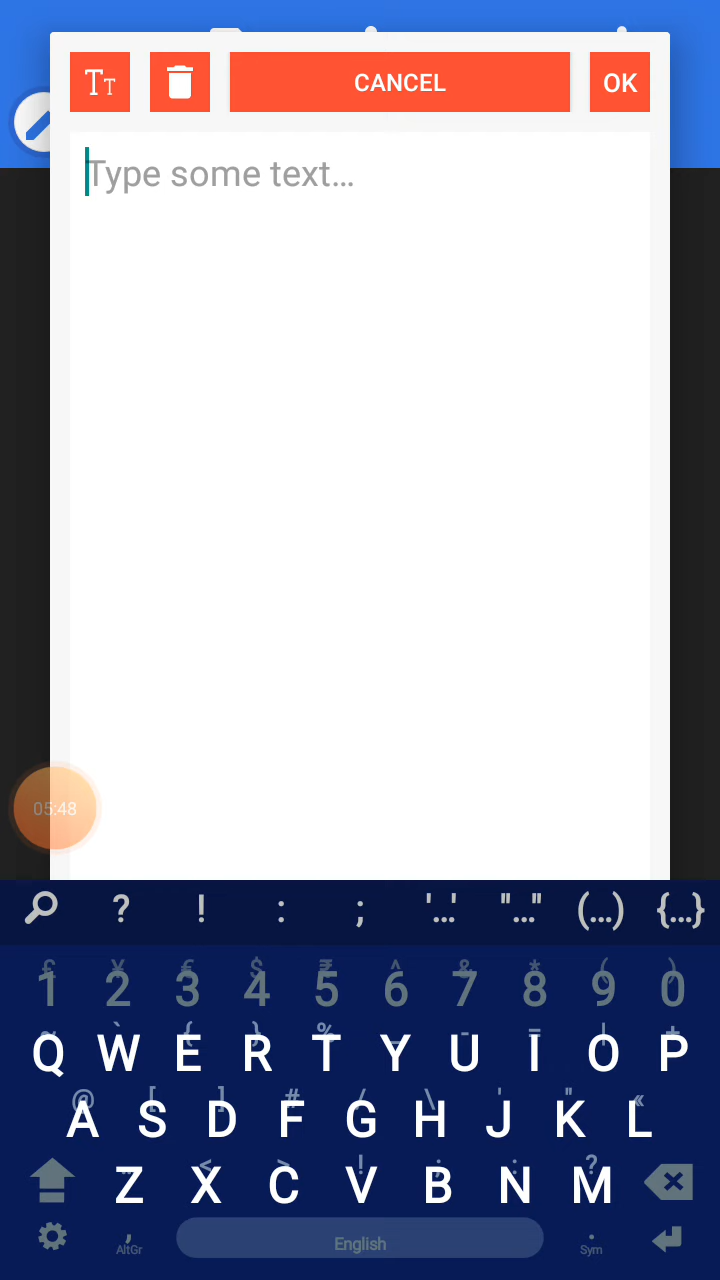 TT CANCEL OK
Type some text...
05:48
? ! : ; '...' "..." (...) {...}
£ ¥ € $ ₹ ^ & * ( )
1 2 3 4 5 6 7 8 9 0
~ ` { } % _ - = | +
Q W E R T Y U I O P
@ [ ] # / \ ' " «
A S D F G H J K L
< > ! ; : ?
Z X C V B N M
, AltGr English . Sym